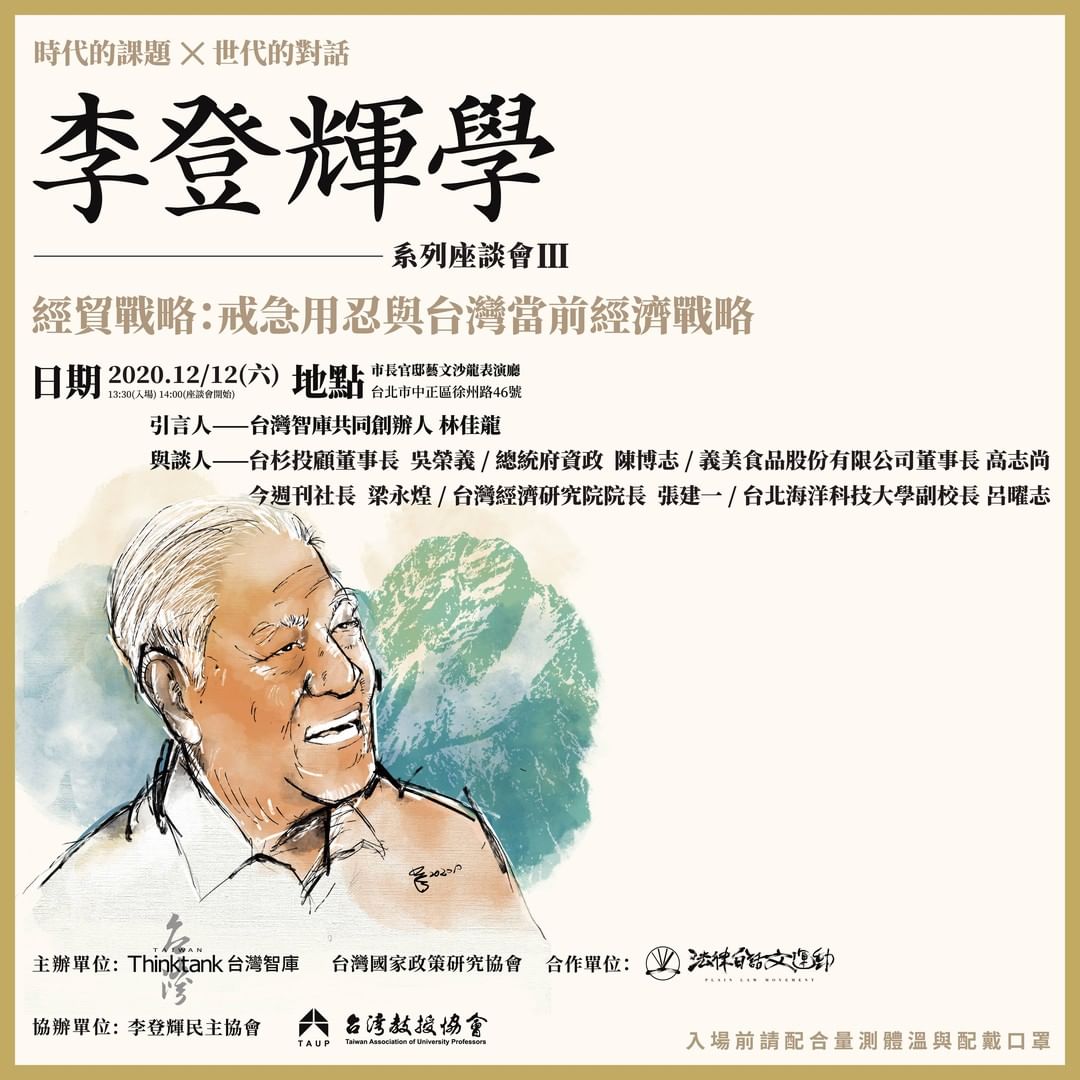 時代的課題×世代的對話
李登輝學
系列座談會III
經貿戰略:戒急用忍與台灣當前經濟戰略
日期 2020.12/12(六) 地點 市長官邸藝文沙龍表演廳
13:30(入場) 14:00(座談會開始) 台北市中正區徐州路46號
引言人——台灣智庫共同創辦人 林佳龍
與談人——台杉投顧董事長 吳榮義 / 總統府資政 陳博志 / 義美食品股份有限公司董事長 高志尚
今週刊社長 梁永煌 / 台灣經濟研究院院長 張建一 / 台北海洋科技大學副校長 呂曜志
2020.
主辦單位: 台灣 TAIWAN Thinktank 台灣智庫 台灣國家政策研究協會 合作單位: 法律白話文運動
PLAIN LAW MOVEMENT
協辦單位: 李登輝民主協會 TAUP 台灣教授協會
Taiwan Association of University Professors
入場前請配合量測體溫與配戴口罩